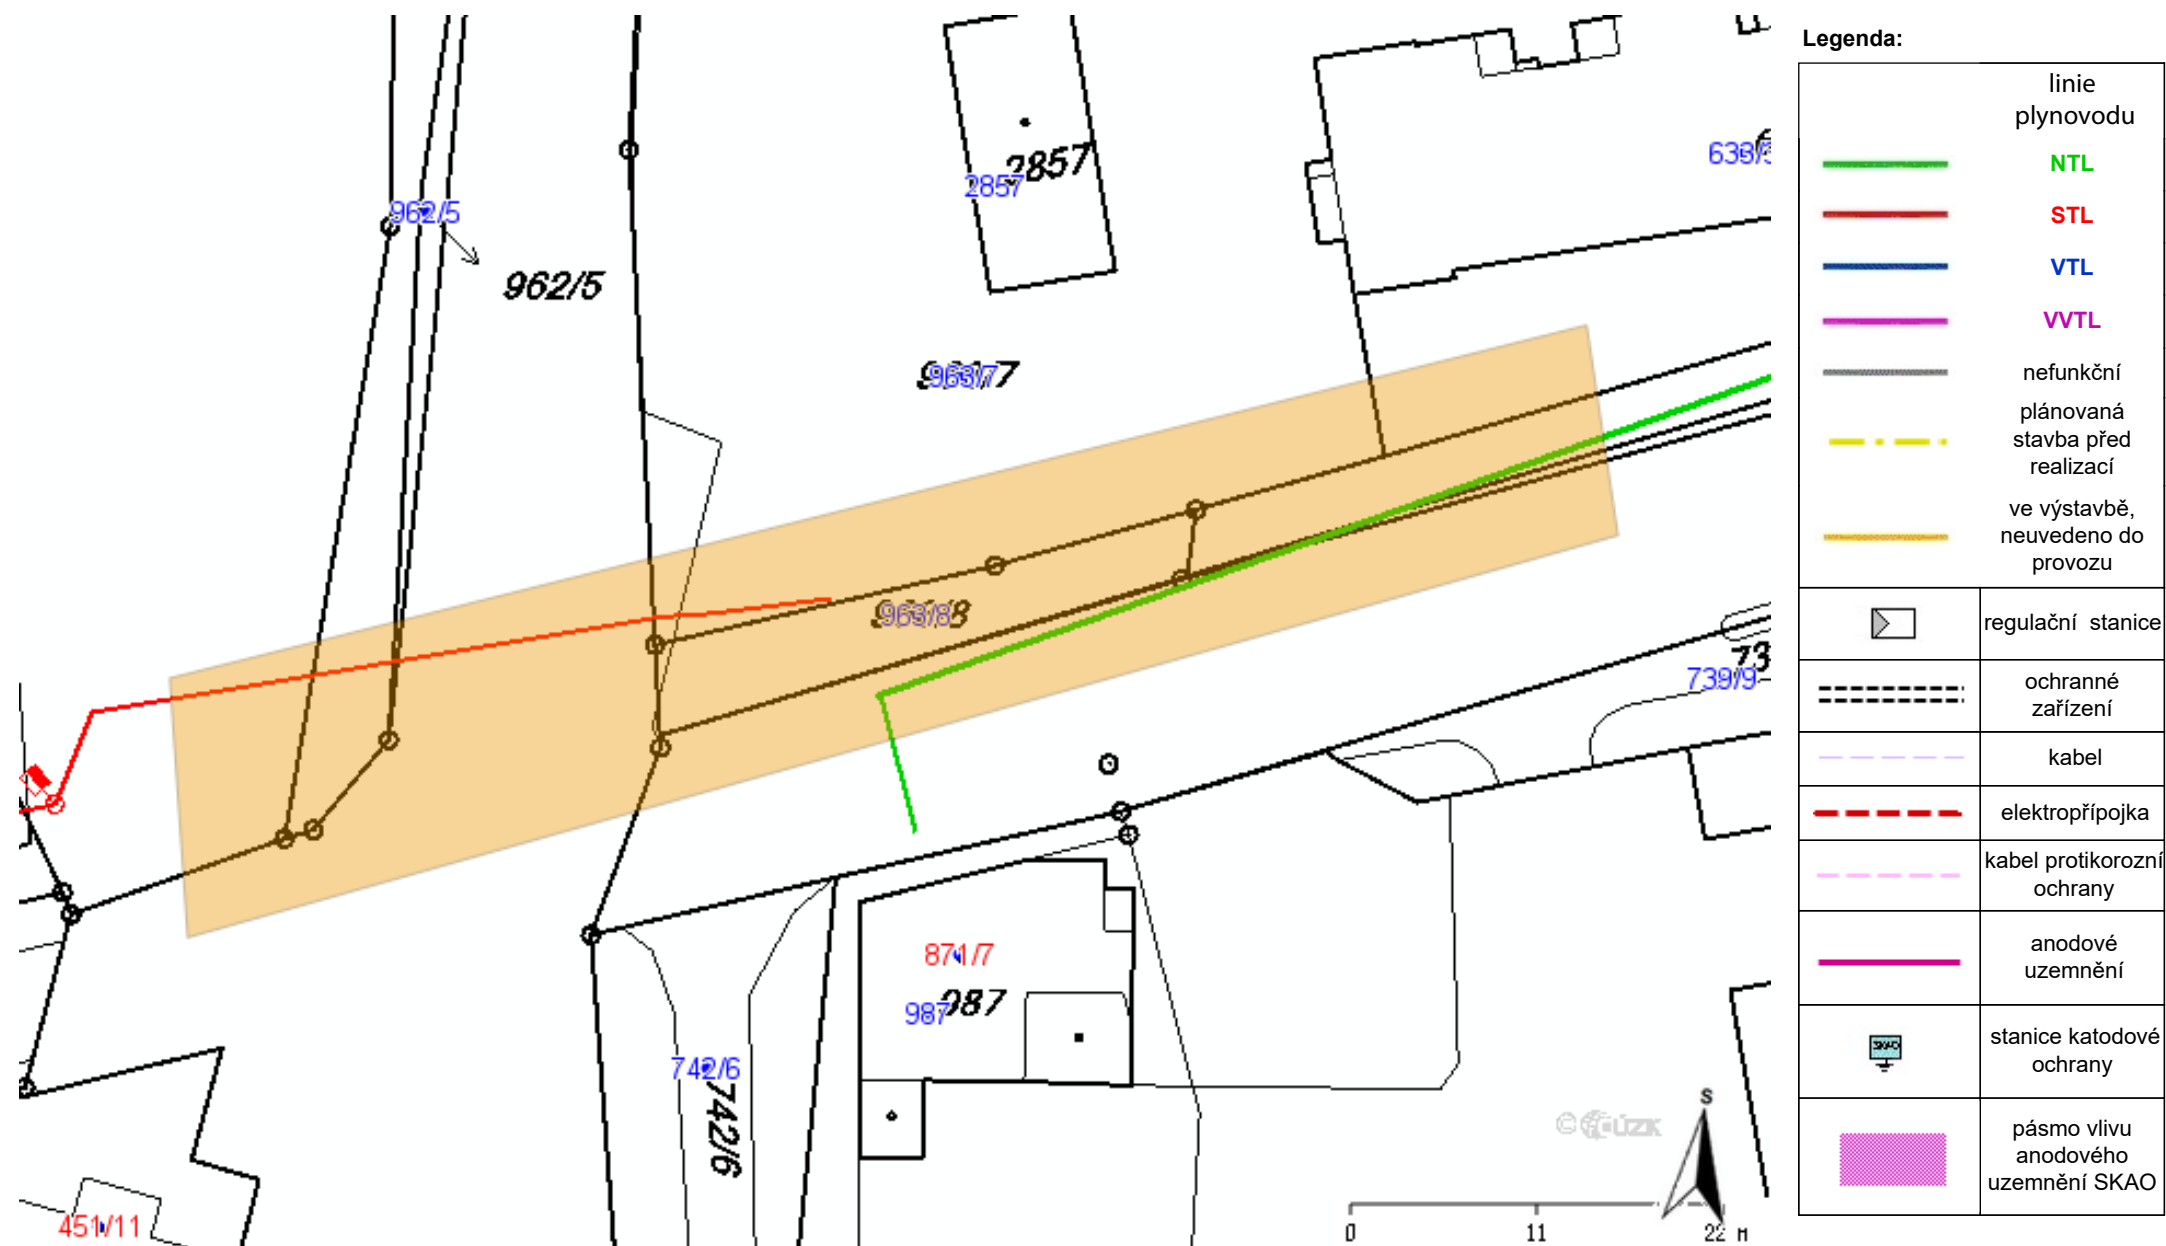 2857
2857
633/3
962/5
962/5
963/7
963/8
73
739/9
871/7
987
987
742/6
742/6
451/11
© ČÚZK
S
0 11 22 M
Legenda:
linie
plynovodu
NTL
STL
VTL
VVTL
nefunkční
plánovaná
stavba před
realizací
ve výstavbě,
neuvedeno do
provozu
regulační stanice
ochranné
zařízení
kabel
elektropřípojka
kabel protikorozní
ochrany
anodové
uzemnění
SKAO
stanice katodové
ochrany
pásmo vlivu
anodového
uzemnění SKAO